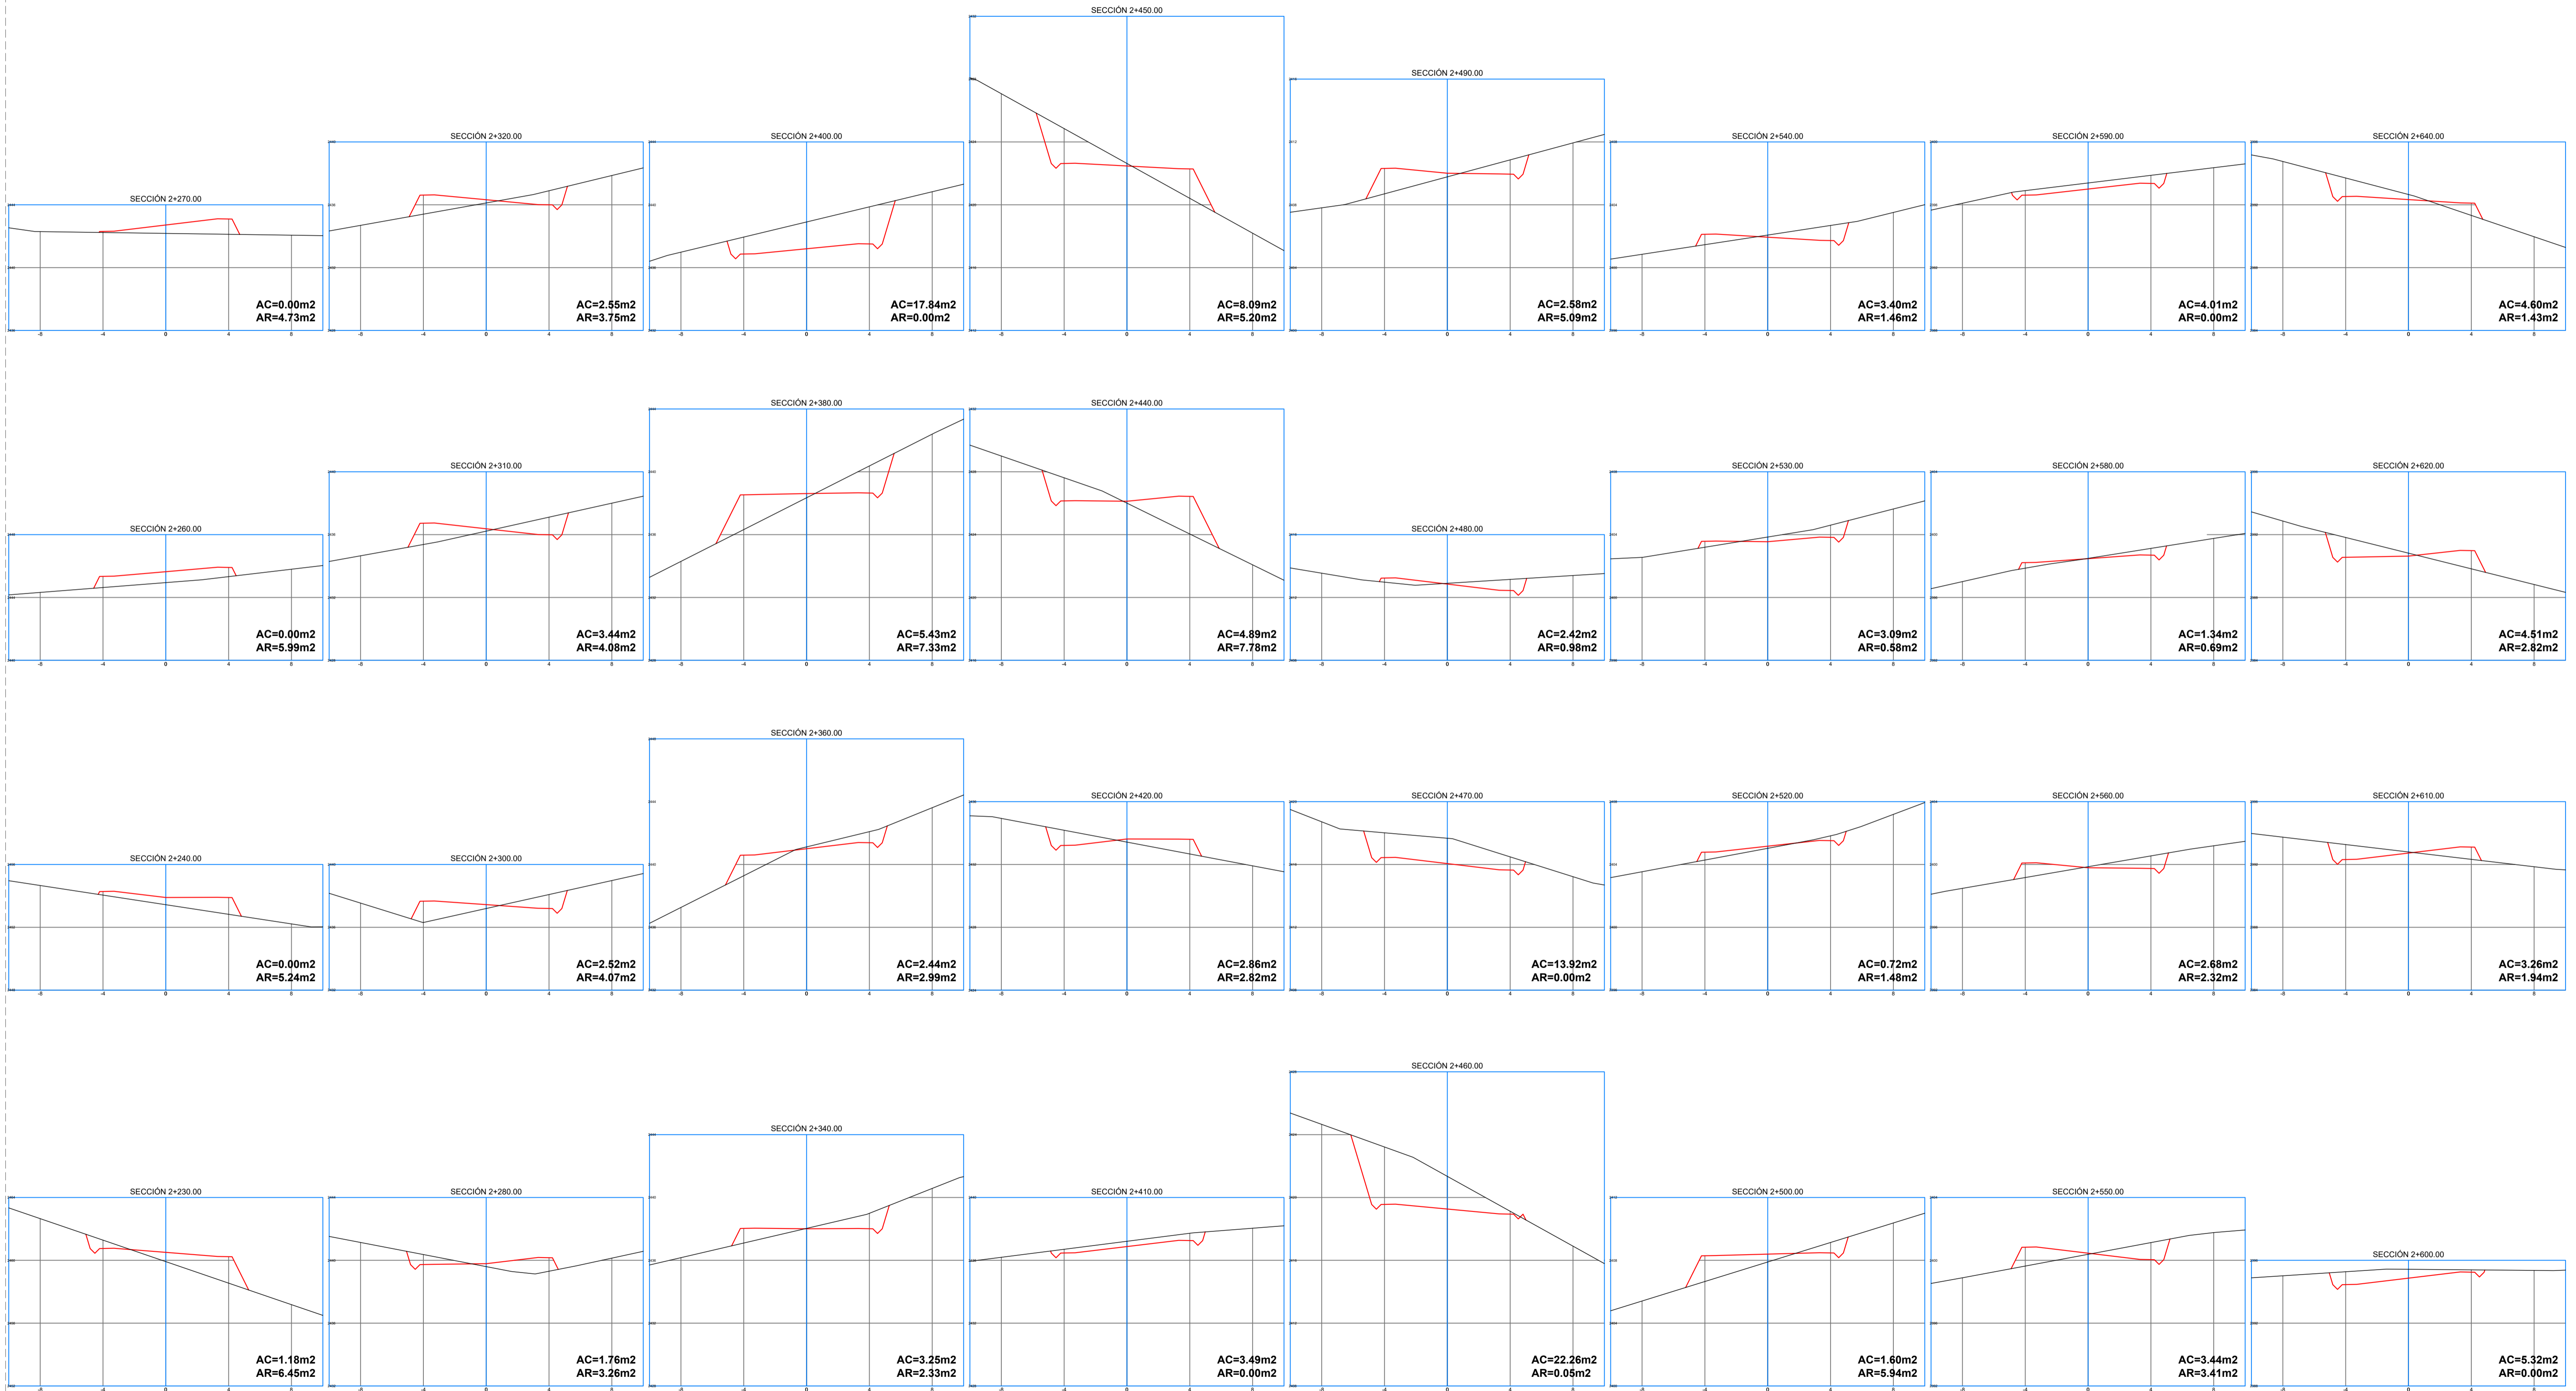 SECCIÓN 2+450.00
AC=8.09m2
AR=5.20m2
SECCIÓN 2+490.00
AC=2.58m2
AR=5.09m2
SECCIÓN 2+320.00
AC=2.55m2
AR=3.75m2
SECCIÓN 2+400.00
AC=17.84m2
AR=0.00m2
SECCIÓN 2+540.00
AC=3.40m2
AR=1.46m2
SECCIÓN 2+590.00
AC=4.01m2
AR=0.00m2
SECCIÓN 2+640.00
AC=4.60m2
AR=1.43m2
SECCIÓN 2+270.00
AC=0.00m2
AR=4.73m2
-8 -4 0 4 8
SECCIÓN 2+380.00
AC=5.43m2
AR=7.33m2
SECCIÓN 2+440.00
AC=4.89m2
AR=7.78m2
SECCIÓN 2+310.00
AC=3.44m2
AR=4.08m2
SECCIÓN 2+530.00
AC=3.09m2
AR=0.58m2
SECCIÓN 2+580.00
AC=1.34m2
AR=0.69m2
SECCIÓN 2+620.00
AC=4.51m2
AR=2.82m2
SECCIÓN 2+260.00
AC=0.00m2
AR=5.99m2
SECCIÓN 2+480.00
AC=2.42m2
AR=0.98m2
-8 -4 0 4 8
SECCIÓN 2+360.00
AC=2.44m2
AR=2.99m2
SECCIÓN 2+420.00
AC=2.86m2
AR=2.82m2
SECCIÓN 2+470.00
AC=13.92m2
AR=0.00m2
SECCIÓN 2+520.00
AC=0.72m2
AR=1.48m2
SECCIÓN 2+560.00
AC=2.68m2
AR=2.32m2
SECCIÓN 2+610.00
AC=3.26m2
AR=1.94m2
SECCIÓN 2+240.00
AC=0.00m2
AR=5.24m2
SECCIÓN 2+300.00
AC=2.52m2
AR=4.07m2
-8 -4 0 4 8
SECCIÓN 2+460.00
AC=22.26m2
AR=0.05m2
SECCIÓN 2+340.00
AC=3.25m2
AR=2.33m2
SECCIÓN 2+230.00
AC=1.18m2
AR=6.45m2
SECCIÓN 2+280.00
AC=1.76m2
AR=3.26m2
SECCIÓN 2+410.00
AC=3.49m2
AR=0.00m2
SECCIÓN 2+500.00
AC=1.60m2
AR=5.94m2
SECCIÓN 2+550.00
AC=3.44m2
AR=3.41m2
SECCIÓN 2+600.00
AC=5.32m2
AR=0.00m2